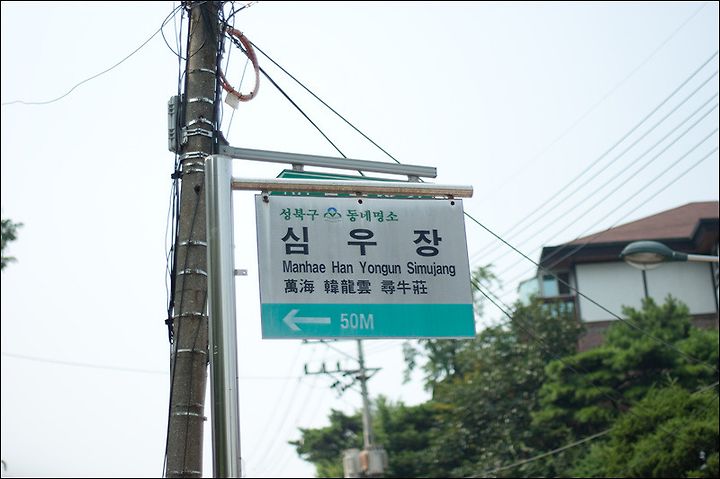 성북구 동네명소
심우장
Manhae Han Yongun Simujang
萬海 韓龍雲 尋牛莊
50M